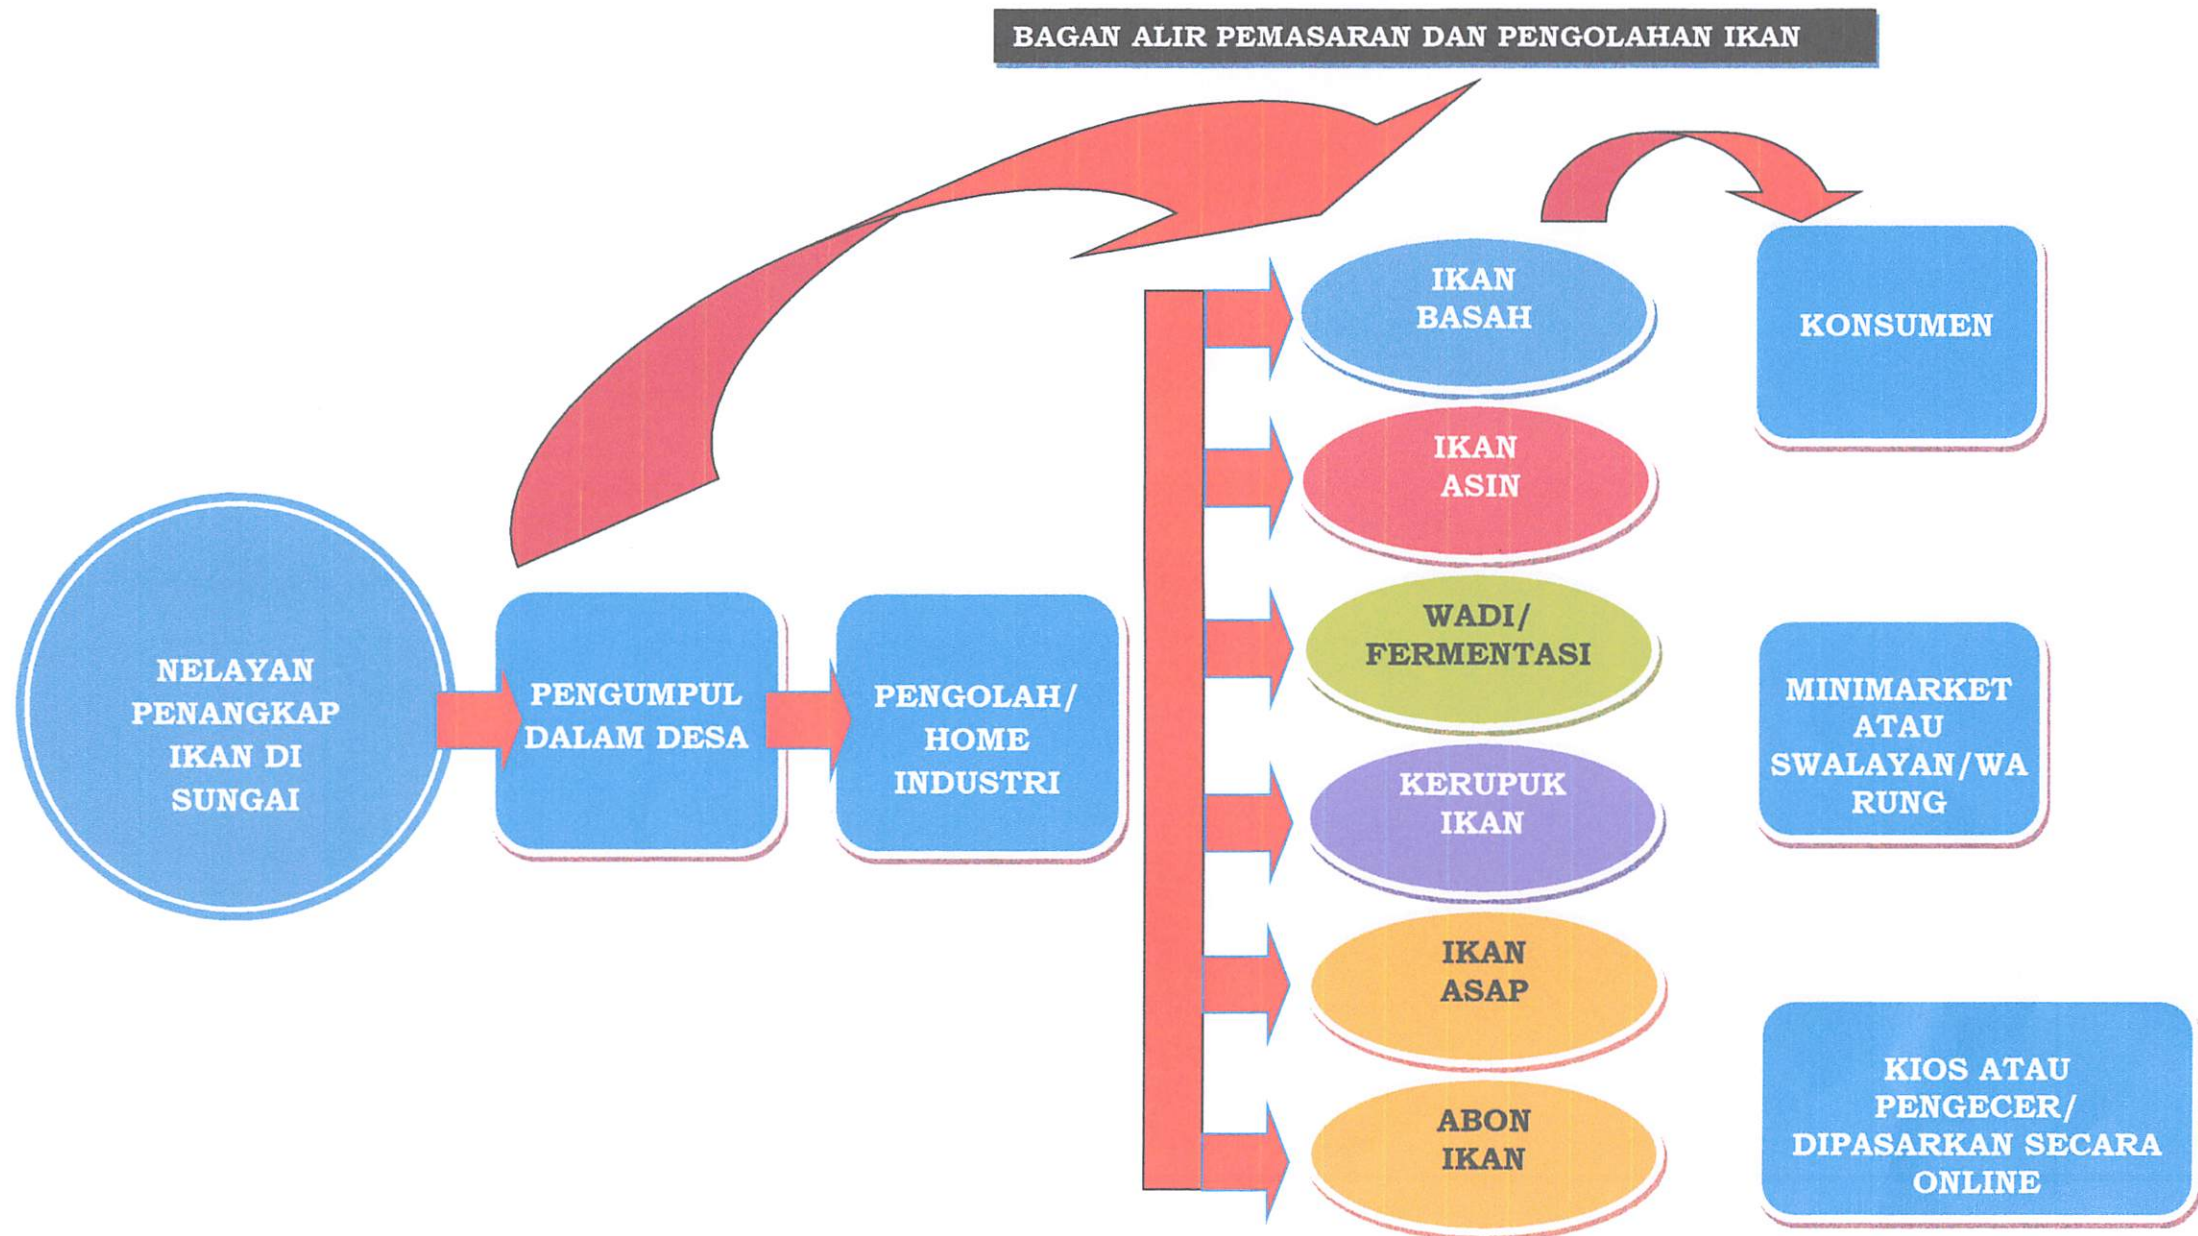 BAGAN ALIR PEMASARAN DAN PENGOLAHAN IKAN
NELAYAN
PENANGKAP
IKAN DI
SUNGAI
PENGUMPUL
DALAM DESA
PENGOLAH/
HOME
INDUSTRI
IKAN
BASAH
IKAN
ASIN
WADI/
FERMENTASI
KERUPUK
IKAN
IKAN
ASAP
ABON
IKAN
KONSUMEN
MINIMARKET
ATAU
SWALAYAN/WA
RUNG
KIOS ATAU
PENGECER/
DIPASARKAN SECARA
ONLINE